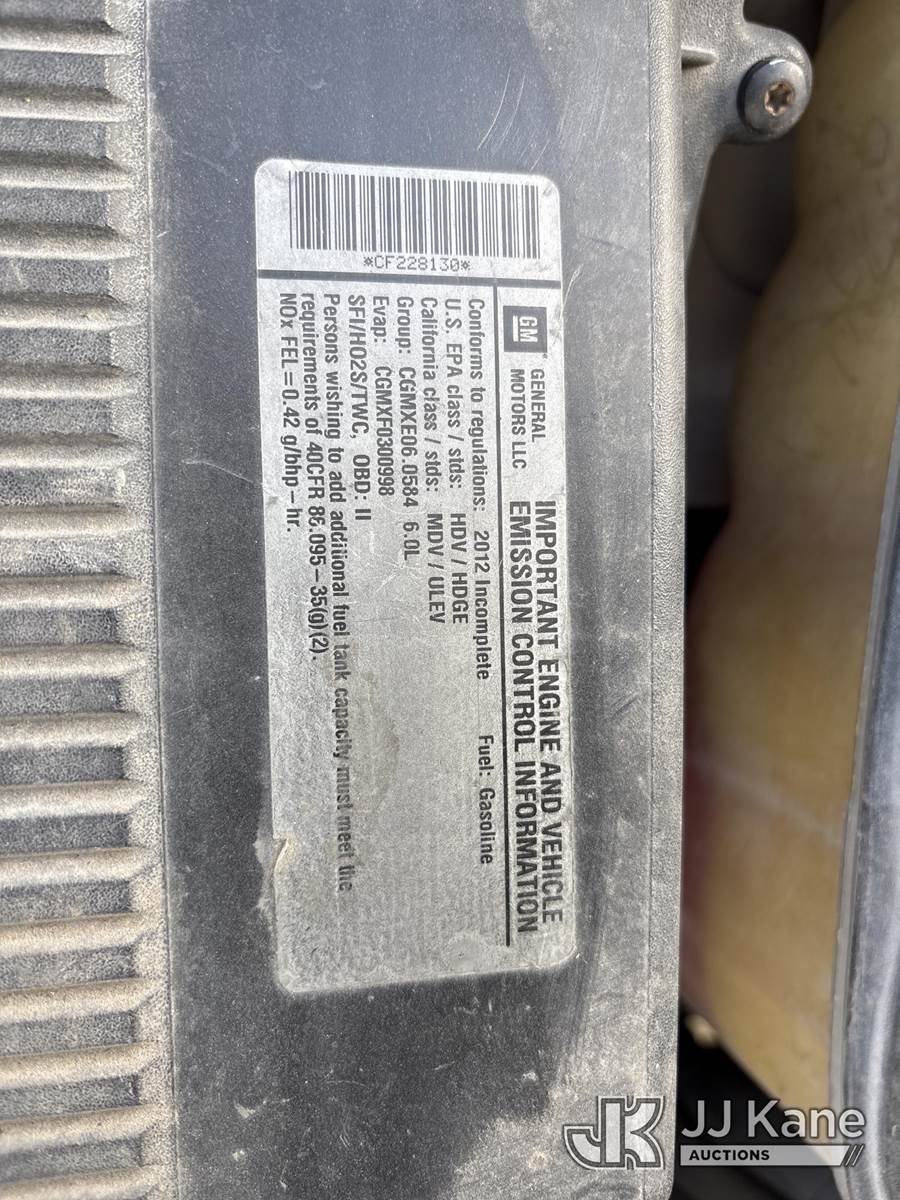 *CF228130*
GM
GENERAL
MOTORS LLC
IMPORTANT ENGINE AND VEHICLE
EMISSION CONTROL INFORMATION
Conforms to regulations: 2012 Incomplete Fuel: Gasoline
U.S. EPA class / stds: HDV / HDGE
California class / stds: MDV / ULEV
Group: CGMXE06.0584 6.0L
Evap: CGMXF0300998
SFI/HO2S/TWC, OBD: II
Persons wishing to add additional fuel tank capacity must meet the
requirements of 40CFR 86.095-35(g)(2).
NOx FEL=0.42 g/bhp-hr.
JK JJ Kane
AUCTIONS